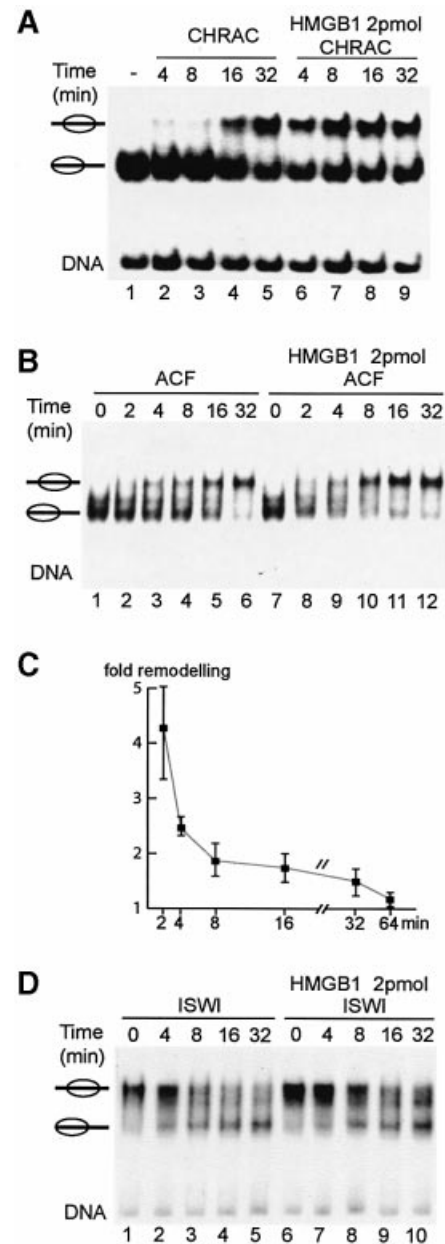 A
CHRAC
HMGB1 2pmol
CHRAC
Time
(min)
- 4 8 16 32 4 8 16 32
DNA
1 2 3 4 5 6 7 8 9
B
ACF
HMGB1 2pmol
ACF
Time
(min)
0 2 4 8 16 32 0 2 4 8 16 32
DNA
1 2 3 4 5 6 7 8 9 10 11 12
C
fold remodelling
5
4
3
2
1
2 4 8 16 32 64 min
D
ISWI
HMGB1 2pmol
ISWI
Time
(min)
0 4 8 16 32 0 4 8 16 32
DNA
1 2 3 4 5 6 7 8 9 10